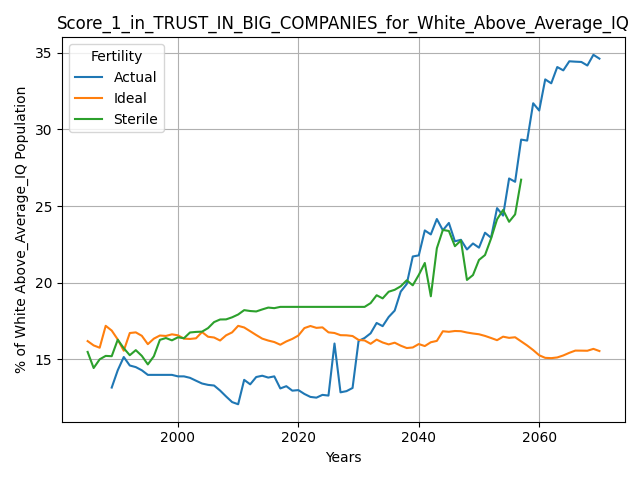 Score_1_in_TRUST_IN_BIG_COMPANIES_for_White_Above_Average_IQ
% of White Above_Average_IQ Population
35
30
25
20
15
Fertility
Actual
Ideal
Sterile
2000
2020
2040
2060
Years